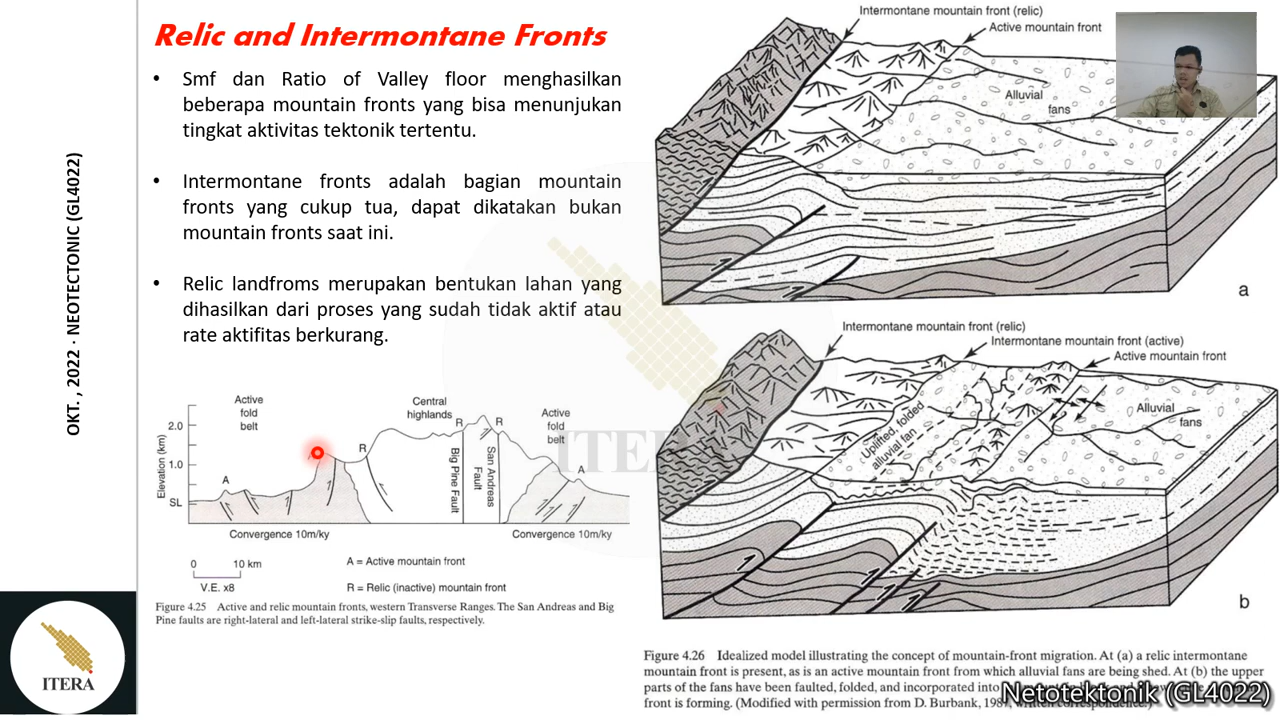 OKT. , 2022 · NEOTECTONIC (GL4022)
ITERA
Relic and Intermontane Fronts
• Smf dan Ratio of Valley floor menghasilkan
beberapa mountain fronts yang bisa menunjukan
tingkat aktivitas tektonik tertentu.
• Intermontane fronts adalah bagian mountain
fronts yang cukup tua, dapat dikatakan bukan
mountain fronts saat ini.
• Relic landfroms merupakan bentukan lahan yang
dihasilkan dari proses yang sudah tidak aktif atau
rate aktifitas berkurang.
Active
fold
belt
Central
highlands
Active
fold
belt
Elevation (km)
2.0
1.0
SL
A
R
R
R
A
Big Pine Fault
San Andreas
Fault
Convergence 10m/ky
Convergence 10m/ky
0 10 km
V.E. x8
A = Active mountain front
R = Relic (inactive) mountain front
Figure 4.25 Active and relic mountain fronts, western Transverse Ranges. The San Andreas and Big
Pine faults are right-lateral and left-lateral strike-slip faults, respectively.
ITERA
Intermontane mountain front (relic)
Active mountain front
Alluvial
fans
a
Intermontane mountain front (relic)
Intermontane mountain front (active)
Active mountain front
Uplifted, folded
alluvial fan
Alluvial
fans
b
Figure 4.26 Idealized model illustrating the concept of mountain-front migration. At (a) a relic intermontane
mountain front is present, as is an active mountain front from which alluvial fans are being shed. At (b) the upper
parts of the fans have been faulted, folded, and incorporated into
front is forming. (Modified with permission from D. Burbank,
Netotektonik (GL4022)